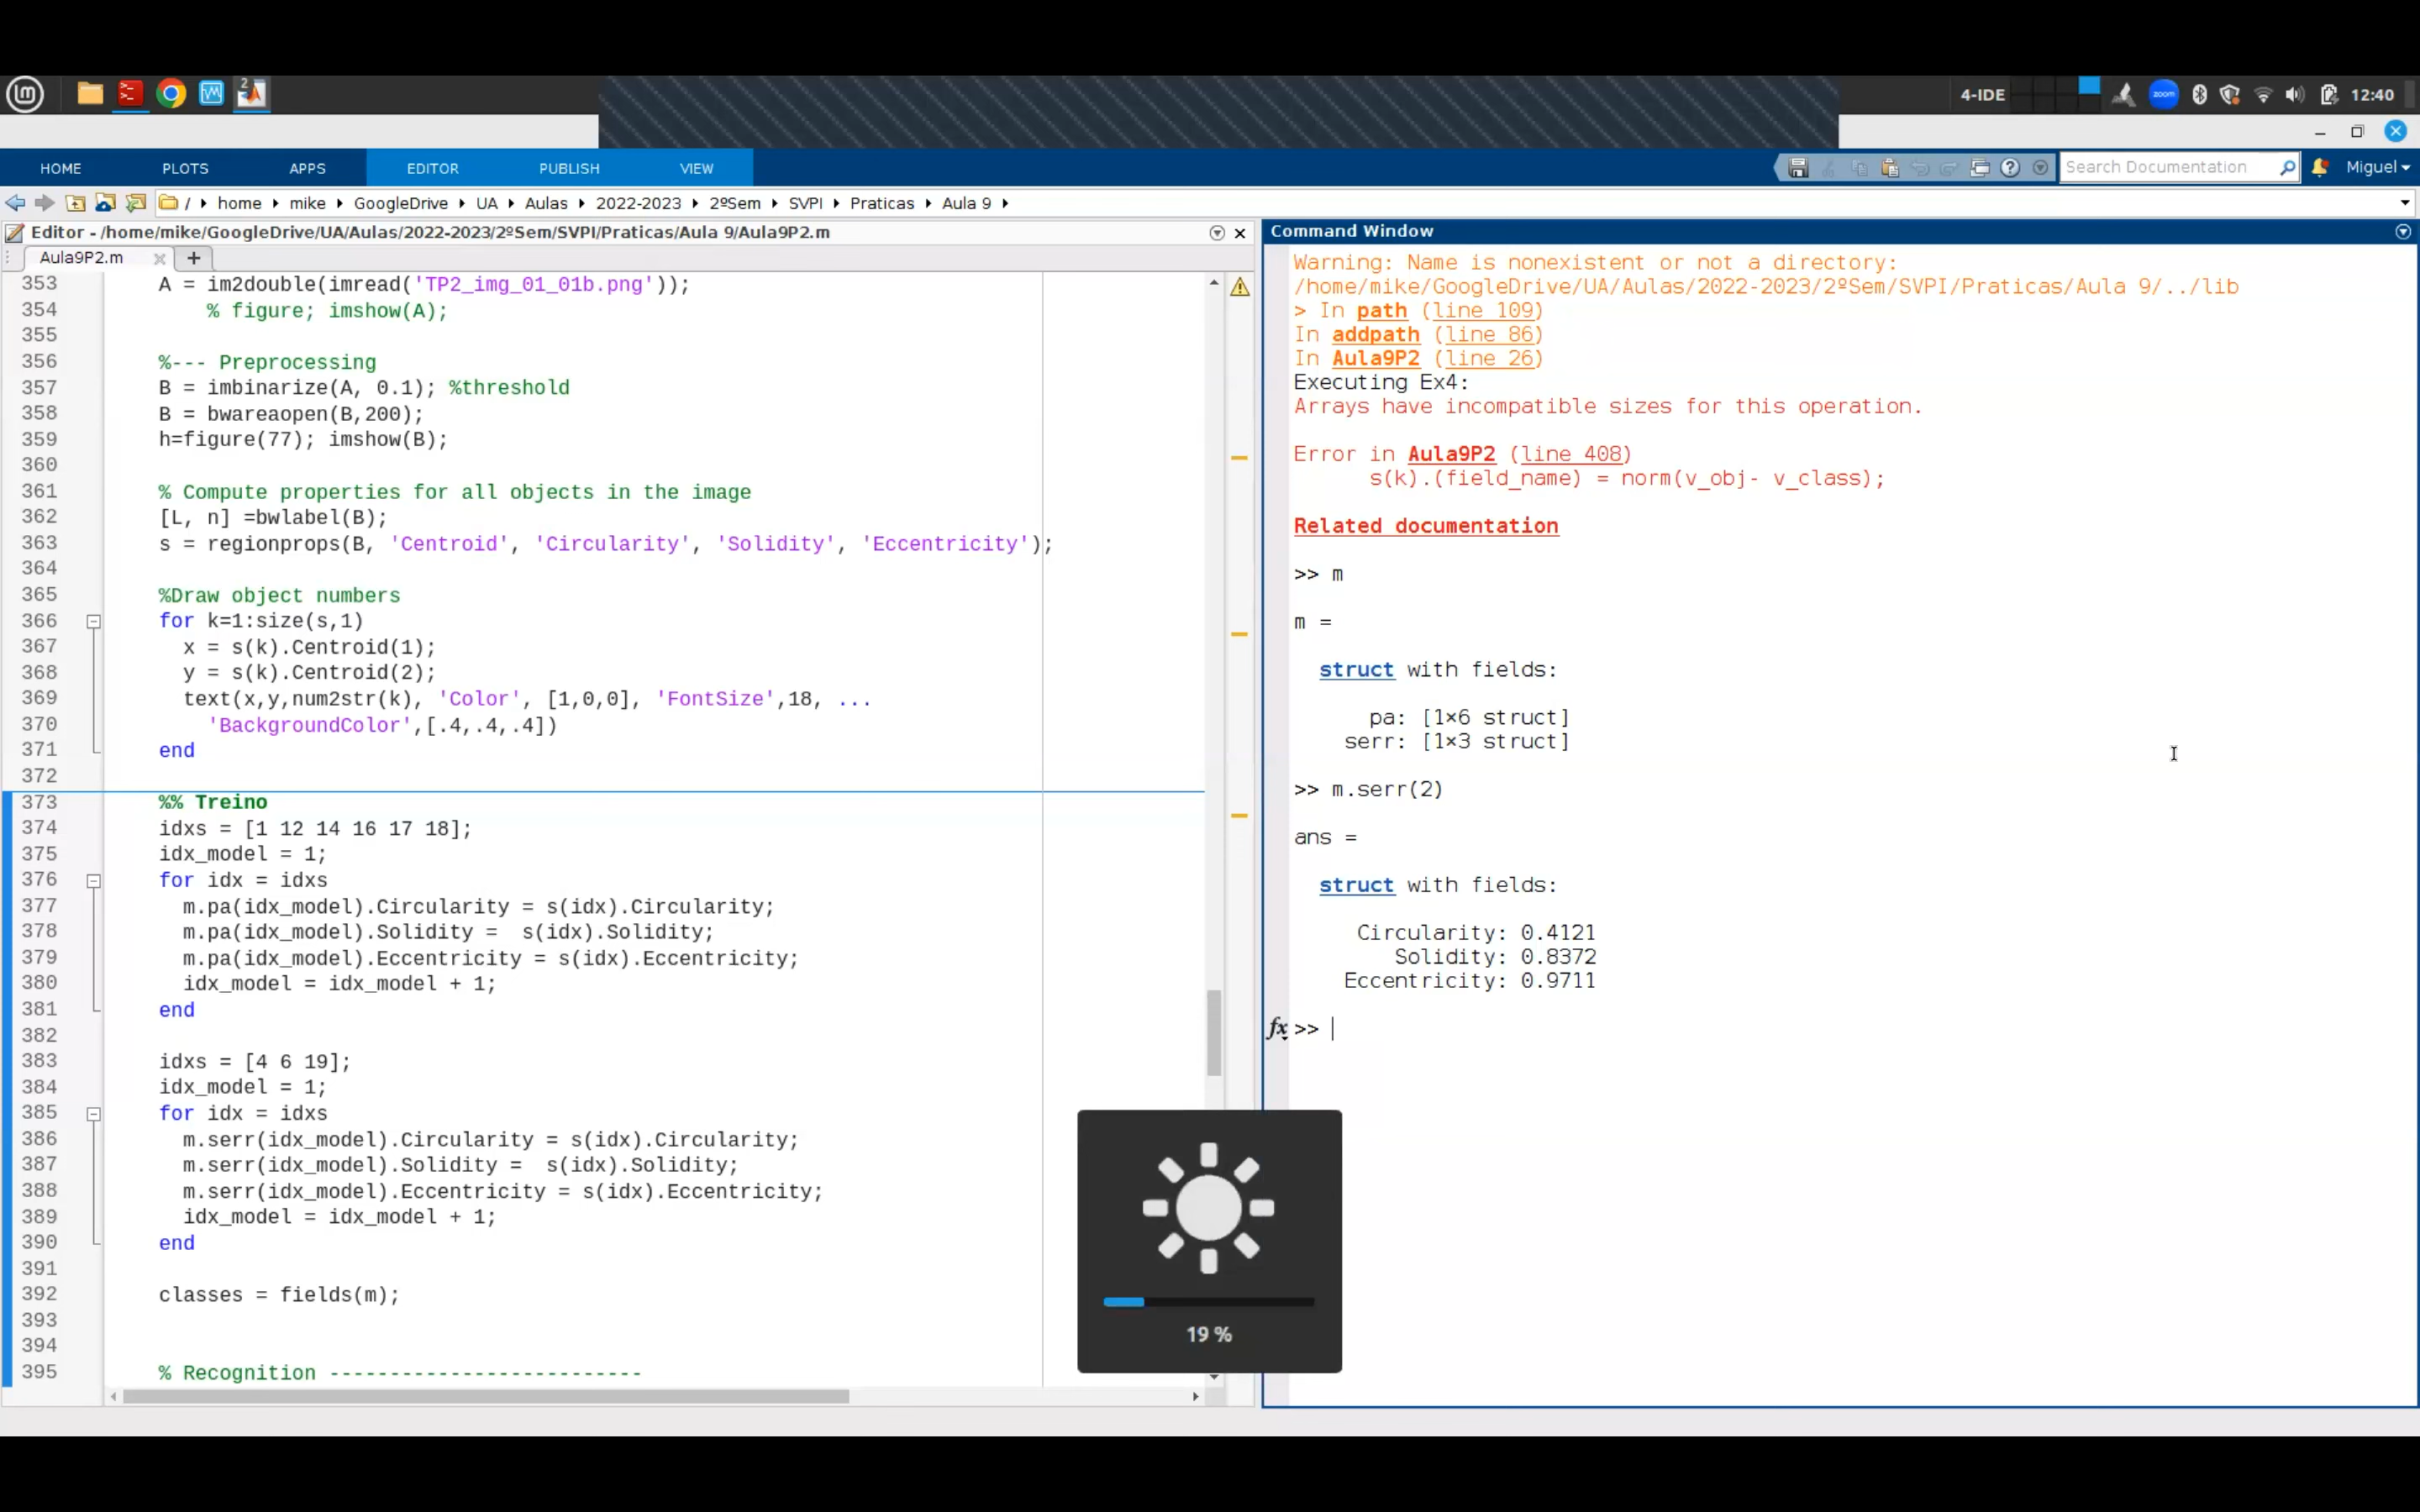 4-IDE
zoom
12:40
HOME PLOTS APPS EDITOR PUBLISH VIEW
Search Documentation
Miguel
/ home mike GoogleDrive UA Aulas 2022-2023 2ºSem SVPI Praticas Aula 9
Editor - /home/mike/GoogleDrive/UA/Aulas/2022-2023/2ºSem/SVPI/Praticas/Aula 9/Aula9P2.m
Aula9P2.m
353 A = im2double(imread('TP2_img_01_01b.png'));
354 % figure; imshow(A);
355
356 %--- Preprocessing
357 B = imbinarize(A, 0.1); %threshold
358 B = bwareaopen(B,200);
359 h=figure(77); imshow(B);
360
361 % Compute properties for all objects in the image
362 [L, n] =bwlabel(B);
363 s = regionprops(B, 'Centroid', 'Circularity', 'Solidity', 'Eccentricity');
364
365 %Draw object numbers
366 for k=1:size(s,1)
367 x = s(k).Centroid(1);
368 y = s(k).Centroid(2);
369 text(x,y,num2str(k), 'Color', [1,0,0], 'FontSize',18, ...
370 'BackgroundColor',[.4,.4,.4])
371 end
372
373 %% Treino
374 idxs = [1 12 14 16 17 18];
375 idx_model = 1;
376 for idx = idxs
377 m.pa(idx_model).Circularity = s(idx).Circularity;
378 m.pa(idx_model).Solidity =  s(idx).Solidity;
379 m.pa(idx_model).Eccentricity = s(idx).Eccentricity;
380 idx_model = idx_model + 1;
381 end
382
383 idxs = [4 6 19];
384 idx_model = 1;
385 for idx = idxs
386 m.serr(idx_model).Circularity = s(idx).Circularity;
387 m.serr(idx_model).Solidity =  s(idx).Solidity;
388 m.serr(idx_model).Eccentricity = s(idx).Eccentricity;
389 idx_model = idx_model + 1;
390 end
391
392 classes = fields(m);
393
394
395 % Recognition --------------------------
Command Window
Warning: Name is nonexistent or not a directory:
/home/mike/GoogleDrive/UA/Aulas/2022-2023/2ºSem/SVPI/Praticas/Aula 9/../lib
> In path (line 109)
In addpath (line 86)
In Aula9P2 (line 26)
Executing Ex4:
Arrays have incompatible sizes for this operation.
Error in Aula9P2 (line 408)
s(k).(field_name) = norm(v_obj- v_class);
Related documentation
>> m
m =
struct with fields:
pa: [1×6 struct]
serr: [1×3 struct]
>> m.serr(2)
ans =
struct with fields:
Circularity: 0.4121
Solidity: 0.8372
Eccentricity: 0.9711
fx >>
19 %